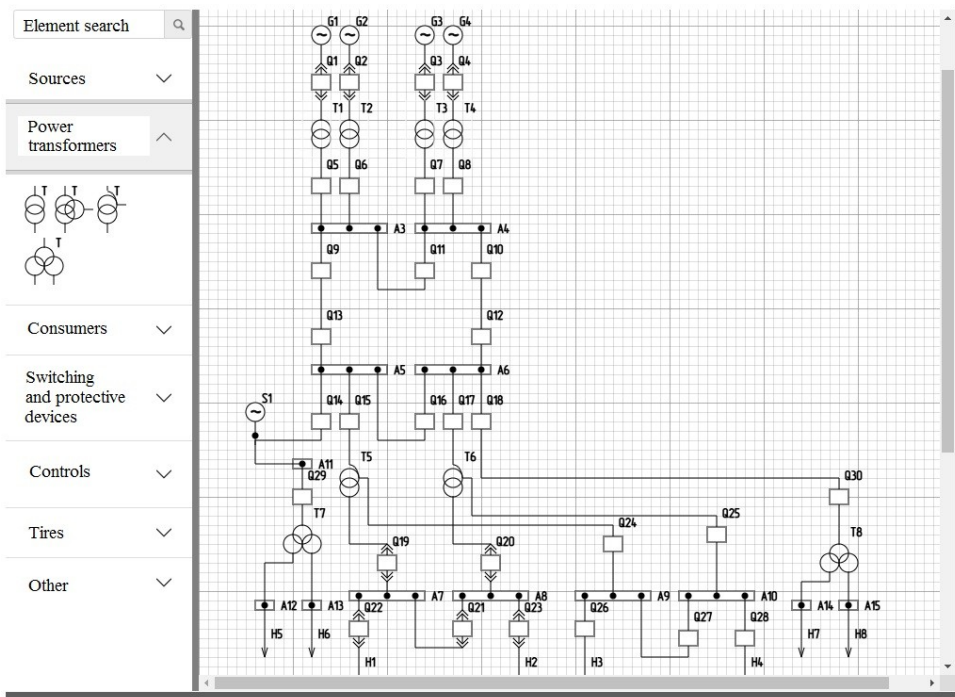 Element search
Sources
Power
transformers
T T T
T
Consumers
Switching
and protective
devices
Controls
Tires
Other
G1 G2 G3 G4
Q1 Q2 Q3 Q4
T1 T2 T3 T4
Q5 Q6 Q7 Q8
A3 A4
Q9 Q11 Q10
Q13 Q12
A5 A6
S1 Q14 Q15 Q16 Q17 Q18
A11 T5 T6
Q29 Q30
T7 Q24 Q25 T8
Q19 Q20
A7 A8 A9 A10
A12 A13 Q22 Q21 Q23 Q26 Q27 Q28 A14 A15
H5 H6 H7 H8
H1 H2 H3 H4